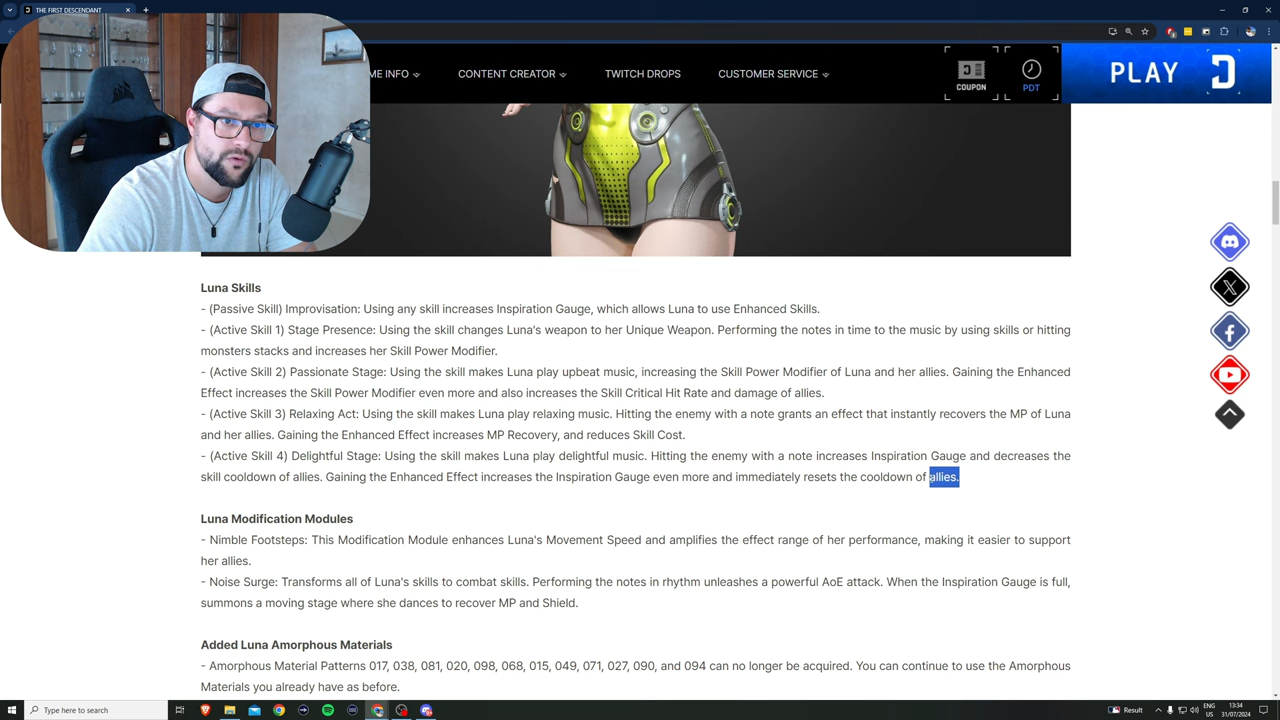 THE FIRST DESCENDANT
ME INFO
CONTENT CREATOR
TWITCH DROPS
CUSTOMER SERVICE
COUPON
PDT
PLAY
Luna Skills
- (Passive Skill) Improvisation: Using any skill increases Inspiration Gauge, which allows Luna to use Enhanced Skills.
- (Active Skill 1) Stage Presence: Using the skill changes Luna's weapon to her Unique Weapon. Performing the notes in time to the music by using skills or hitting
monsters stacks and increases her Skill Power Modifier.
- (Active Skill 2) Passionate Stage: Using the skill makes Luna play upbeat music, increasing the Skill Power Modifier of Luna and her allies. Gaining the Enhanced
Effect increases the Skill Power Modifier even more and also increases the Skill Critical Hit Rate and damage of allies.
- (Active Skill 3) Relaxing Act: Using the skill makes Luna play relaxing music. Hitting the enemy with a note grants an effect that instantly recovers the MP of Luna
and her allies. Gaining the Enhanced Effect increases MP Recovery, and reduces Skill Cost.
- (Active Skill 4) Delightful Stage: Using the skill makes Luna play delightful music. Hitting the enemy with a note increases Inspiration Gauge and decreases the
skill cooldown of allies. Gaining the Enhanced Effect increases the Inspiration Gauge even more and immediately resets the cooldown of allies.
Luna Modification Modules
- Nimble Footsteps: This Modification Module enhances Luna's Movement Speed and amplifies the effect range of her performance, making it easier to support
her allies.
- Noise Surge: Transforms all of Luna's skills to combat skills. Performing the notes in rhythm unleashes a powerful AoE attack. When the Inspiration Gauge is full,
summons a moving stage where she dances to recover MP and Shield.
Added Luna Amorphous Materials
- Amorphous Material Patterns 017, 038, 081, 020, 098, 068, 015, 049, 071, 027, 090, and 094 can no longer be acquired. You can continue to use the Amorphous
Materials you already have as before.
Type here to search
Result
ENG
US
13:34
31/07/2024